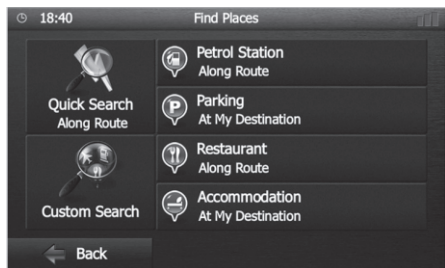 18:40
Find Places
Quick Search
Along Route
Custom Search
Petrol Station
Along Route
P
Parking
At My Destination
Restaurant
Along Route
Accommodation
At My Destination
Back